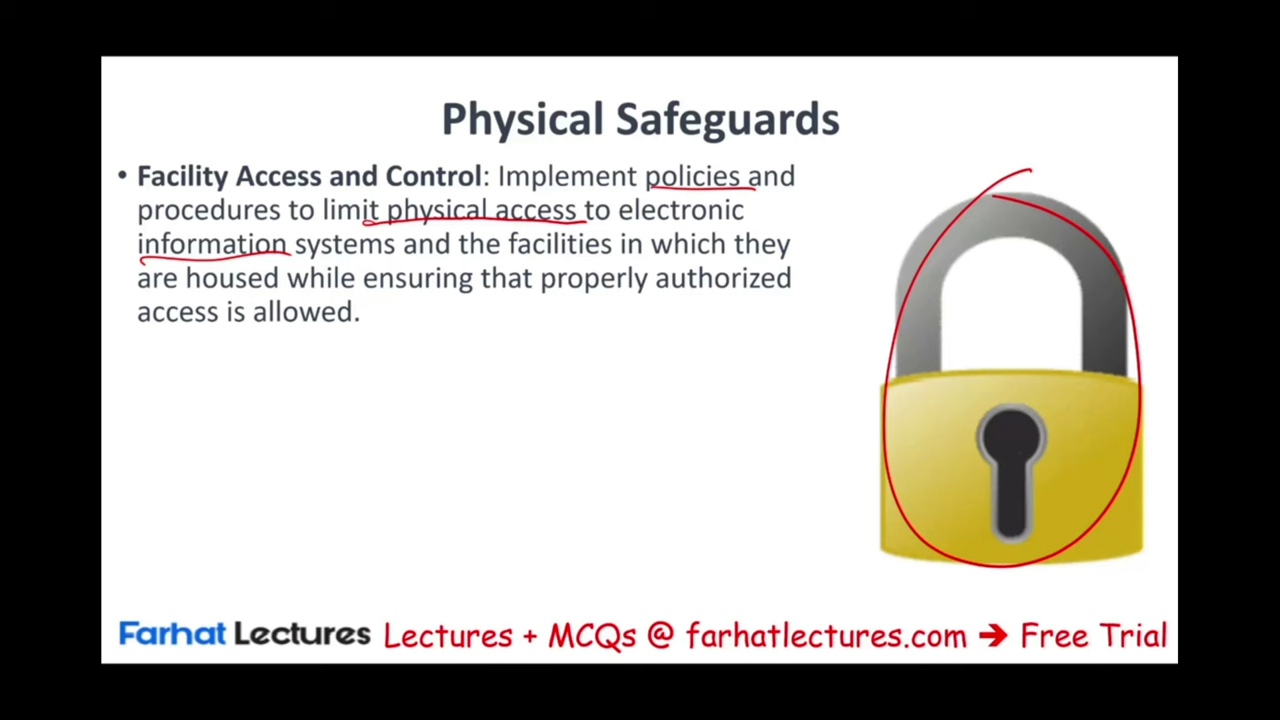 Physical Safeguards
• Facility Access and Control: Implement policies and
procedures to limit physical access to electronic
information systems and the facilities in which they
are housed while ensuring that properly authorized
access is allowed.
Farhat Lectures Lectures + MCQs @ farhatlectures.com ➔ Free Trial